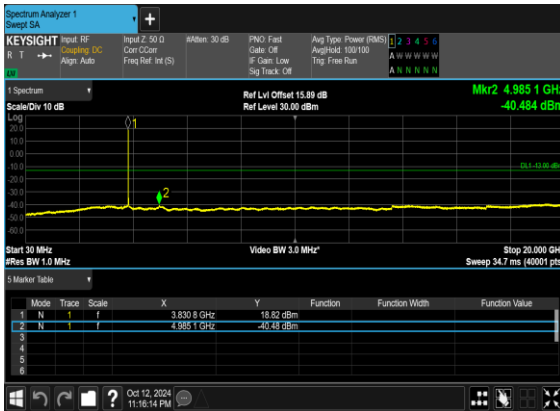 Spectrum Analyzer 1
Swept SA
KEYSIGHT Input: RF Input Z: 50 Ω #Atten: 30 dB PNO: Fast Avg Type: Power (RMS) 1 2 3 4 5 6
R T Coupling: DC Corr CCorr Gate: Off Avg|Hold: 100/100 A W W W W W
Align: Auto Freq Ref: Int (S) IF Gain: Low Trig: Free Run
Sig Track: Off A N N N N N
1 Spectrum Ref Lvl Offset 15.89 dB Mkr2 4.985 1 GHz
Scale/Div 10 dB Ref Level 30.00 dBm -40.484 dBm
Log
1
20.0
10.0
0.00
-10.0
DL1 -13.00 dBm
-20.0
-30.0
2
-40.0
-50.0
-60.0
Start 30 MHz Video BW 3.0 MHz* Stop 20.000 GHz
#Res BW 1.0 MHz Sweep 34.7 ms (40001 pts)
5 Marker Table
Mode Trace Scale X Y Function Function Width Function Value
1 N 1 f 3.830 8 GHz 18.82 dBm
2 N 1 f 4.985 1 GHz -40.48 dBm
3
4
5
6
Oct 12, 2024
11:16:14 PM